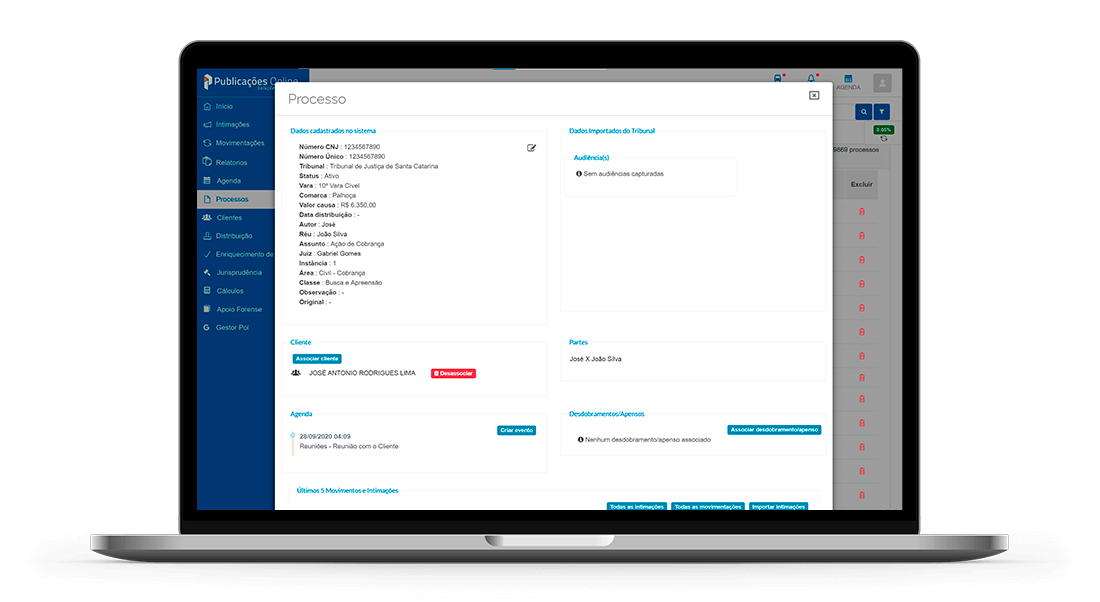 Publicações Online
AGENDA
Início
Intimações
Movimentações
Relatórios
Agenda
Processos
Clientes
Distribuição
Enriquecimento de
Jurisprudência
Cálculos
Apoio Forense
Gestor Pol
0.05%
9869 processos
Excluir
Processo
Dados cadastrados no sistema
Número CNJ : 1234567890
Número Único : 1234567890
Tribunal : Tribunal de Justiça de Santa Catarina
Status : Ativo
Vara : 10ª Vara Cível
Comarca : Palhoça
Valor causa : R$ 6.350,00
Data distribuição : -
Autor : José
Réu : João Silva
Assunto : Ação de Cobrança
Juiz : Gabriel Gomes
Instância : 1
Área : Civil - Cobrança
Classe : Busca e Apreensão
Observação : -
Original : -
Dados Importados do Tribunal
Audiência(s)
Sem audiências capturadas
Cliente
Associar cliente
JOSÉ ANTONIO RODRIGUES LIMA
Desassociar
Partes
José X João Silva
Agenda
Criar evento
28/09/2020 04:09
Reuniões - Reunião com o Cliente
Desdobramentos/Apensos
Associar desdobramento/apenso
Nenhum desdobramento/apenso associado
Últimos 5 Movimentos e Intimações
Todas as intimações
Todas as movimentações
Importar intimações